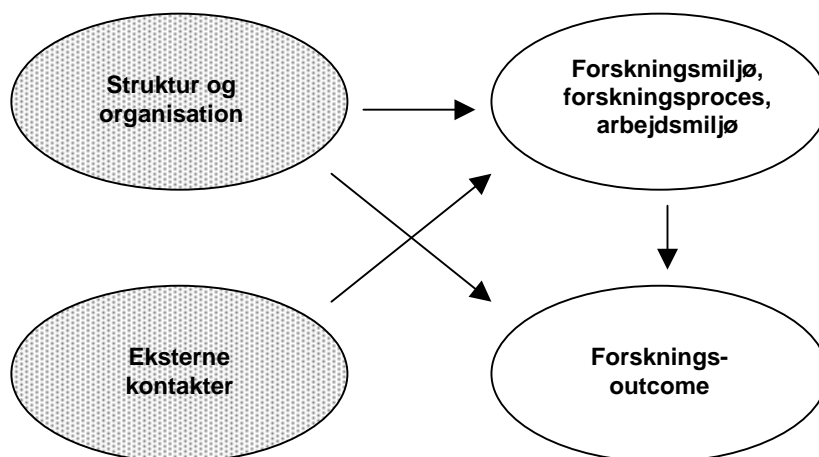 Struktur og
organisation
Forskningsmiljø,
forskningsproces,
arbejdsmiljø
Eksterne
kontakter
Forsknings-
outcome